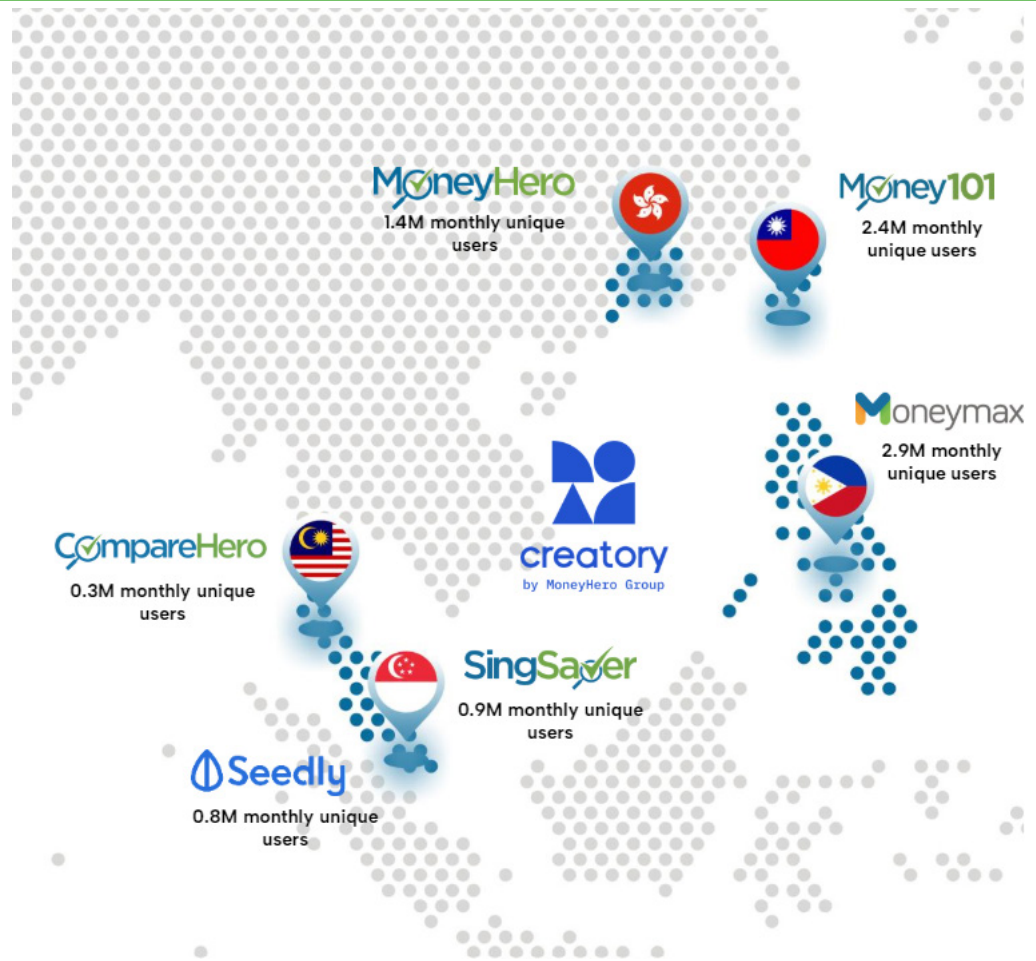 MoneyHero
1.4M monthly unique
users
Money101
2.4M monthly
unique users
Moneymax
2.9M monthly
unique users
creatory
by MoneyHero Group
CompareHero
0.3M monthly unique
users
SingSaver
0.9M monthly unique
users
Seedly
0.8M monthly unique
users